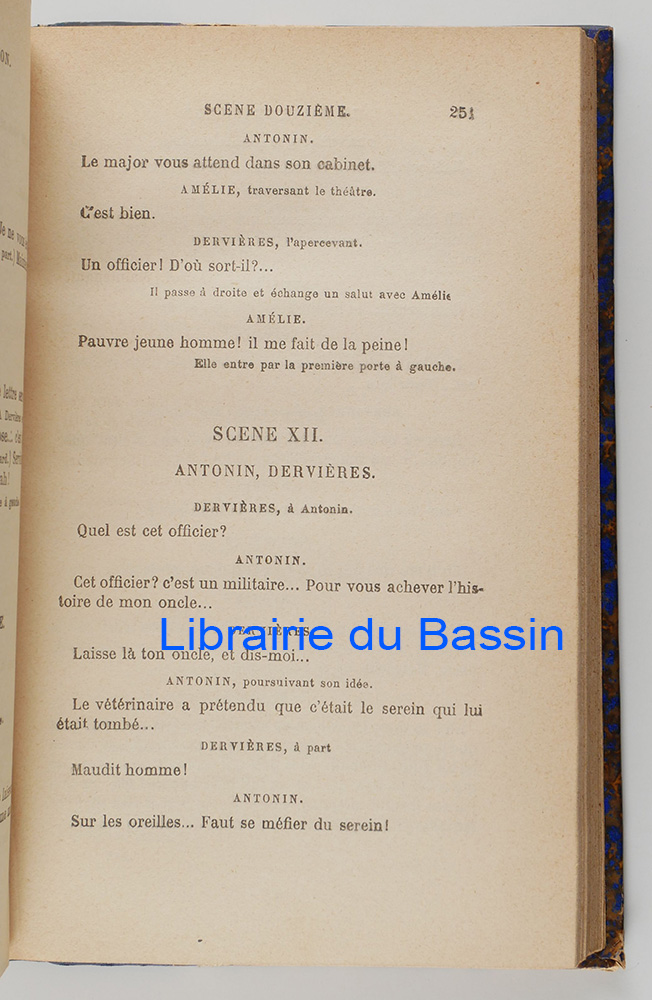 SCENE DOUZIÈME. 251
ANTONIN.
Le major vous attend dans son cabinet.
AMÉLIE, traversant le théâtre.
C'est bien.
DERVIÈRES, l'apercevant.
Un officier! D'où sort-il?...
Il passe à droite et échange un salut avec Amélie
AMÉLIE.
Pauvre jeune homme! il me fait de la peine!
Elle entre par la première porte à gauche.
SCENE XII.
ANTONIN, DERVIÈRES.
DERVIÈRES, à Antonin.
Quel est cet officier?
ANTONIN.
Cet officier? c'est un militaire... Pour vous achever l'his-
toire de mon oncle...
DERVIÈRES.
Librairie du Bassin
Laisse là ton oncle, et dis-moi...
ANTONIN, poursuivant son idée.
Le vétérinaire a prétendu que c'était le serein qui lui
était tombé...
DERVIÈRES, à part
Maudit homme!
ANTONIN.
Sur les oreilles... Faut se méfier du serein!